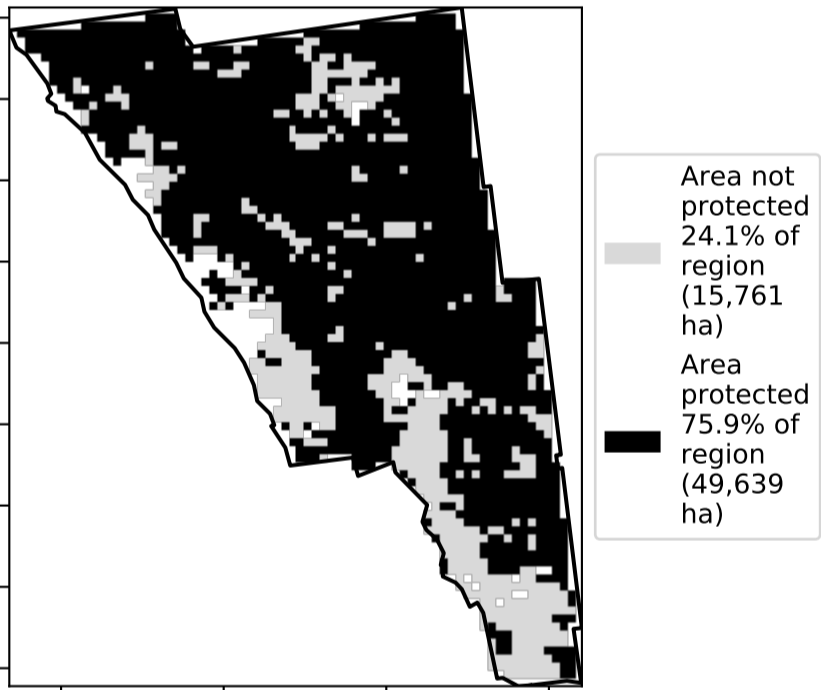 Area not
protected
24.1% of
region
(15,761
ha)
Area
protected
75.9% of
region
(49,639
ha)